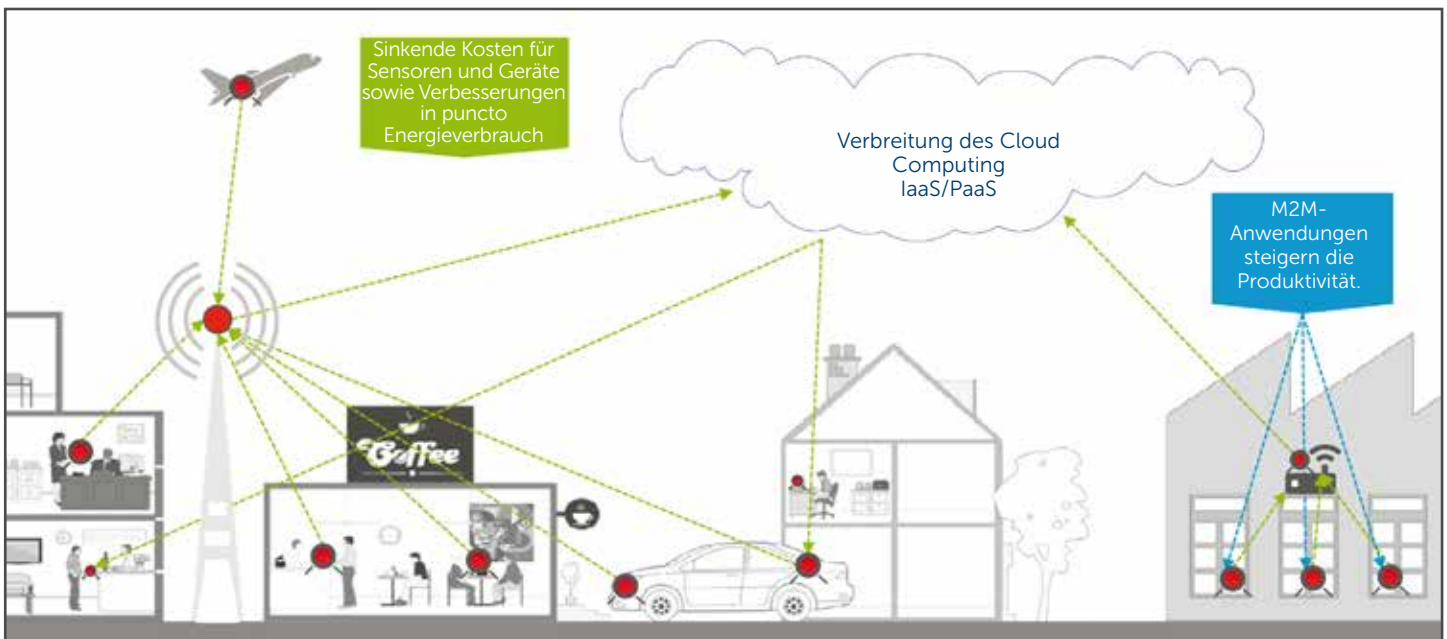 Sinkende Kosten für
Sensoren und Geräte
sowie Verbesserungen
in puncto
Energieverbrauch
Verbreitung des Cloud
Computing
IaaS/PaaS
M2M-
Anwendungen
steigern die
Produktivität.
Coffee